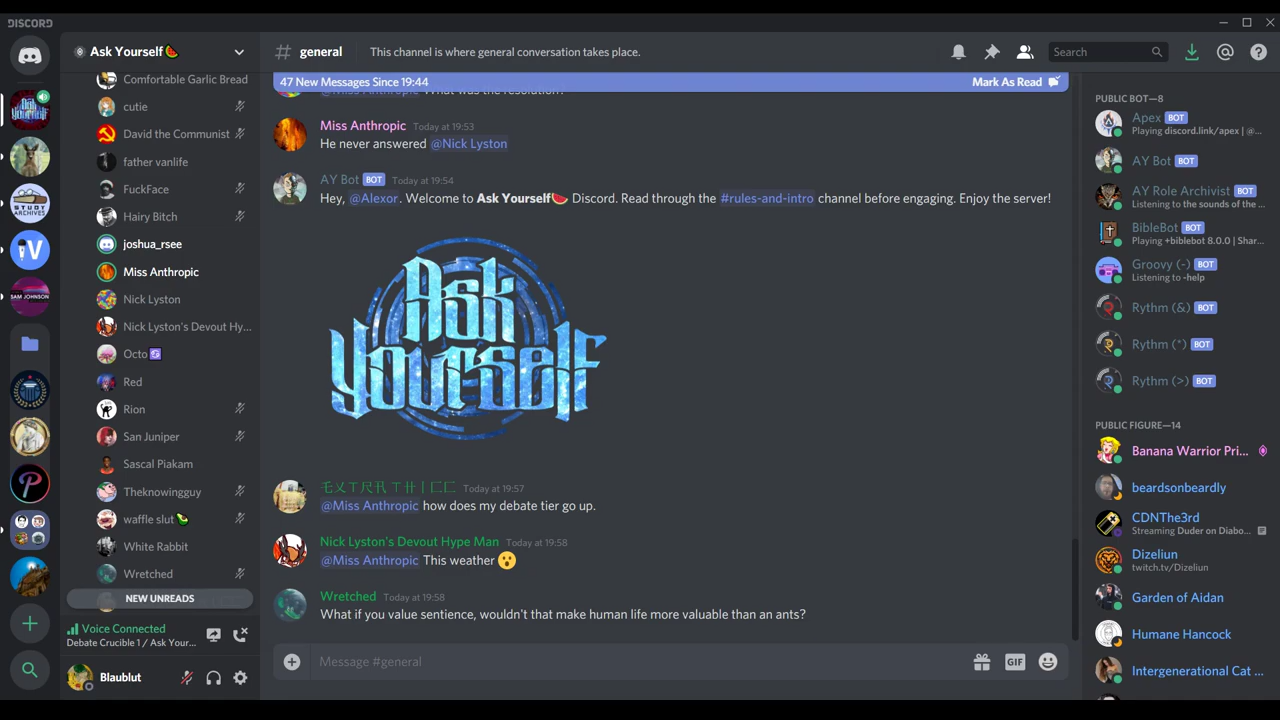 DISCORD
Ask Yourself🍉
# general
This channel is where general conversation takes place.
Search
Comfortable Garlic Bread
cutie
David the Communist
father vanlife
FuckFace
Hairy Bitch
joshua_rsee
Miss Anthropic
Nick Lyston
Nick Lyston's Devout Hy...
Octo
Red
Rion
San Juniper
Sascal Piakam
Theknowingguy
waffle slut🥑
White Rabbit
Wretched
NEW UNREADS
Voice Connected
Debate Crucible 1 / Ask Your...
Blaublut
STUDY
ARCHIVES
SAM JOHNSON
47 New Messages Since 19:44
Mark As Read
@Miss Anthropic What was the resolution?
Miss Anthropic Today at 19:53
He never answered @Nick Lyston
AY Bot BOT Today at 19:54
Hey, @Alexor. Welcome to Ask Yourself🍉 Discord. Read through the #rules-and-intro channel before engaging. Enjoy the server!
Ask
Yourself
Today at 19:57
@Miss Anthropic how does my debate tier go up.
Nick Lyston's Devout Hype Man Today at 19:58
@Miss Anthropic This weather 😮
Wretched Today at 19:58
What if you value sentience, wouldn't that make human life more valuable than an ants?
Message #general
GIF
PUBLIC BOT—8
Apex BOT
Playing discord.link/apex | @...
AY Bot BOT
AY Role Archivist BOT
Listening to the sounds of the ...
BibleBot BOT
Playing +biblebot 8.0.0 | Shar...
Groovy (-) BOT
Listening to -help
Rythm (&) BOT
Rythm (*) BOT
Rythm (>) BOT
PUBLIC FIGURE—14
Banana Warrior Pri...
beardsonbeardly
CDNThe3rd
Streaming Duder on Diabo...
Dizeliun
twitch.tv/Dizeliun
Garden of Aidan
Humane Hancock
Intergenerational Cat ...